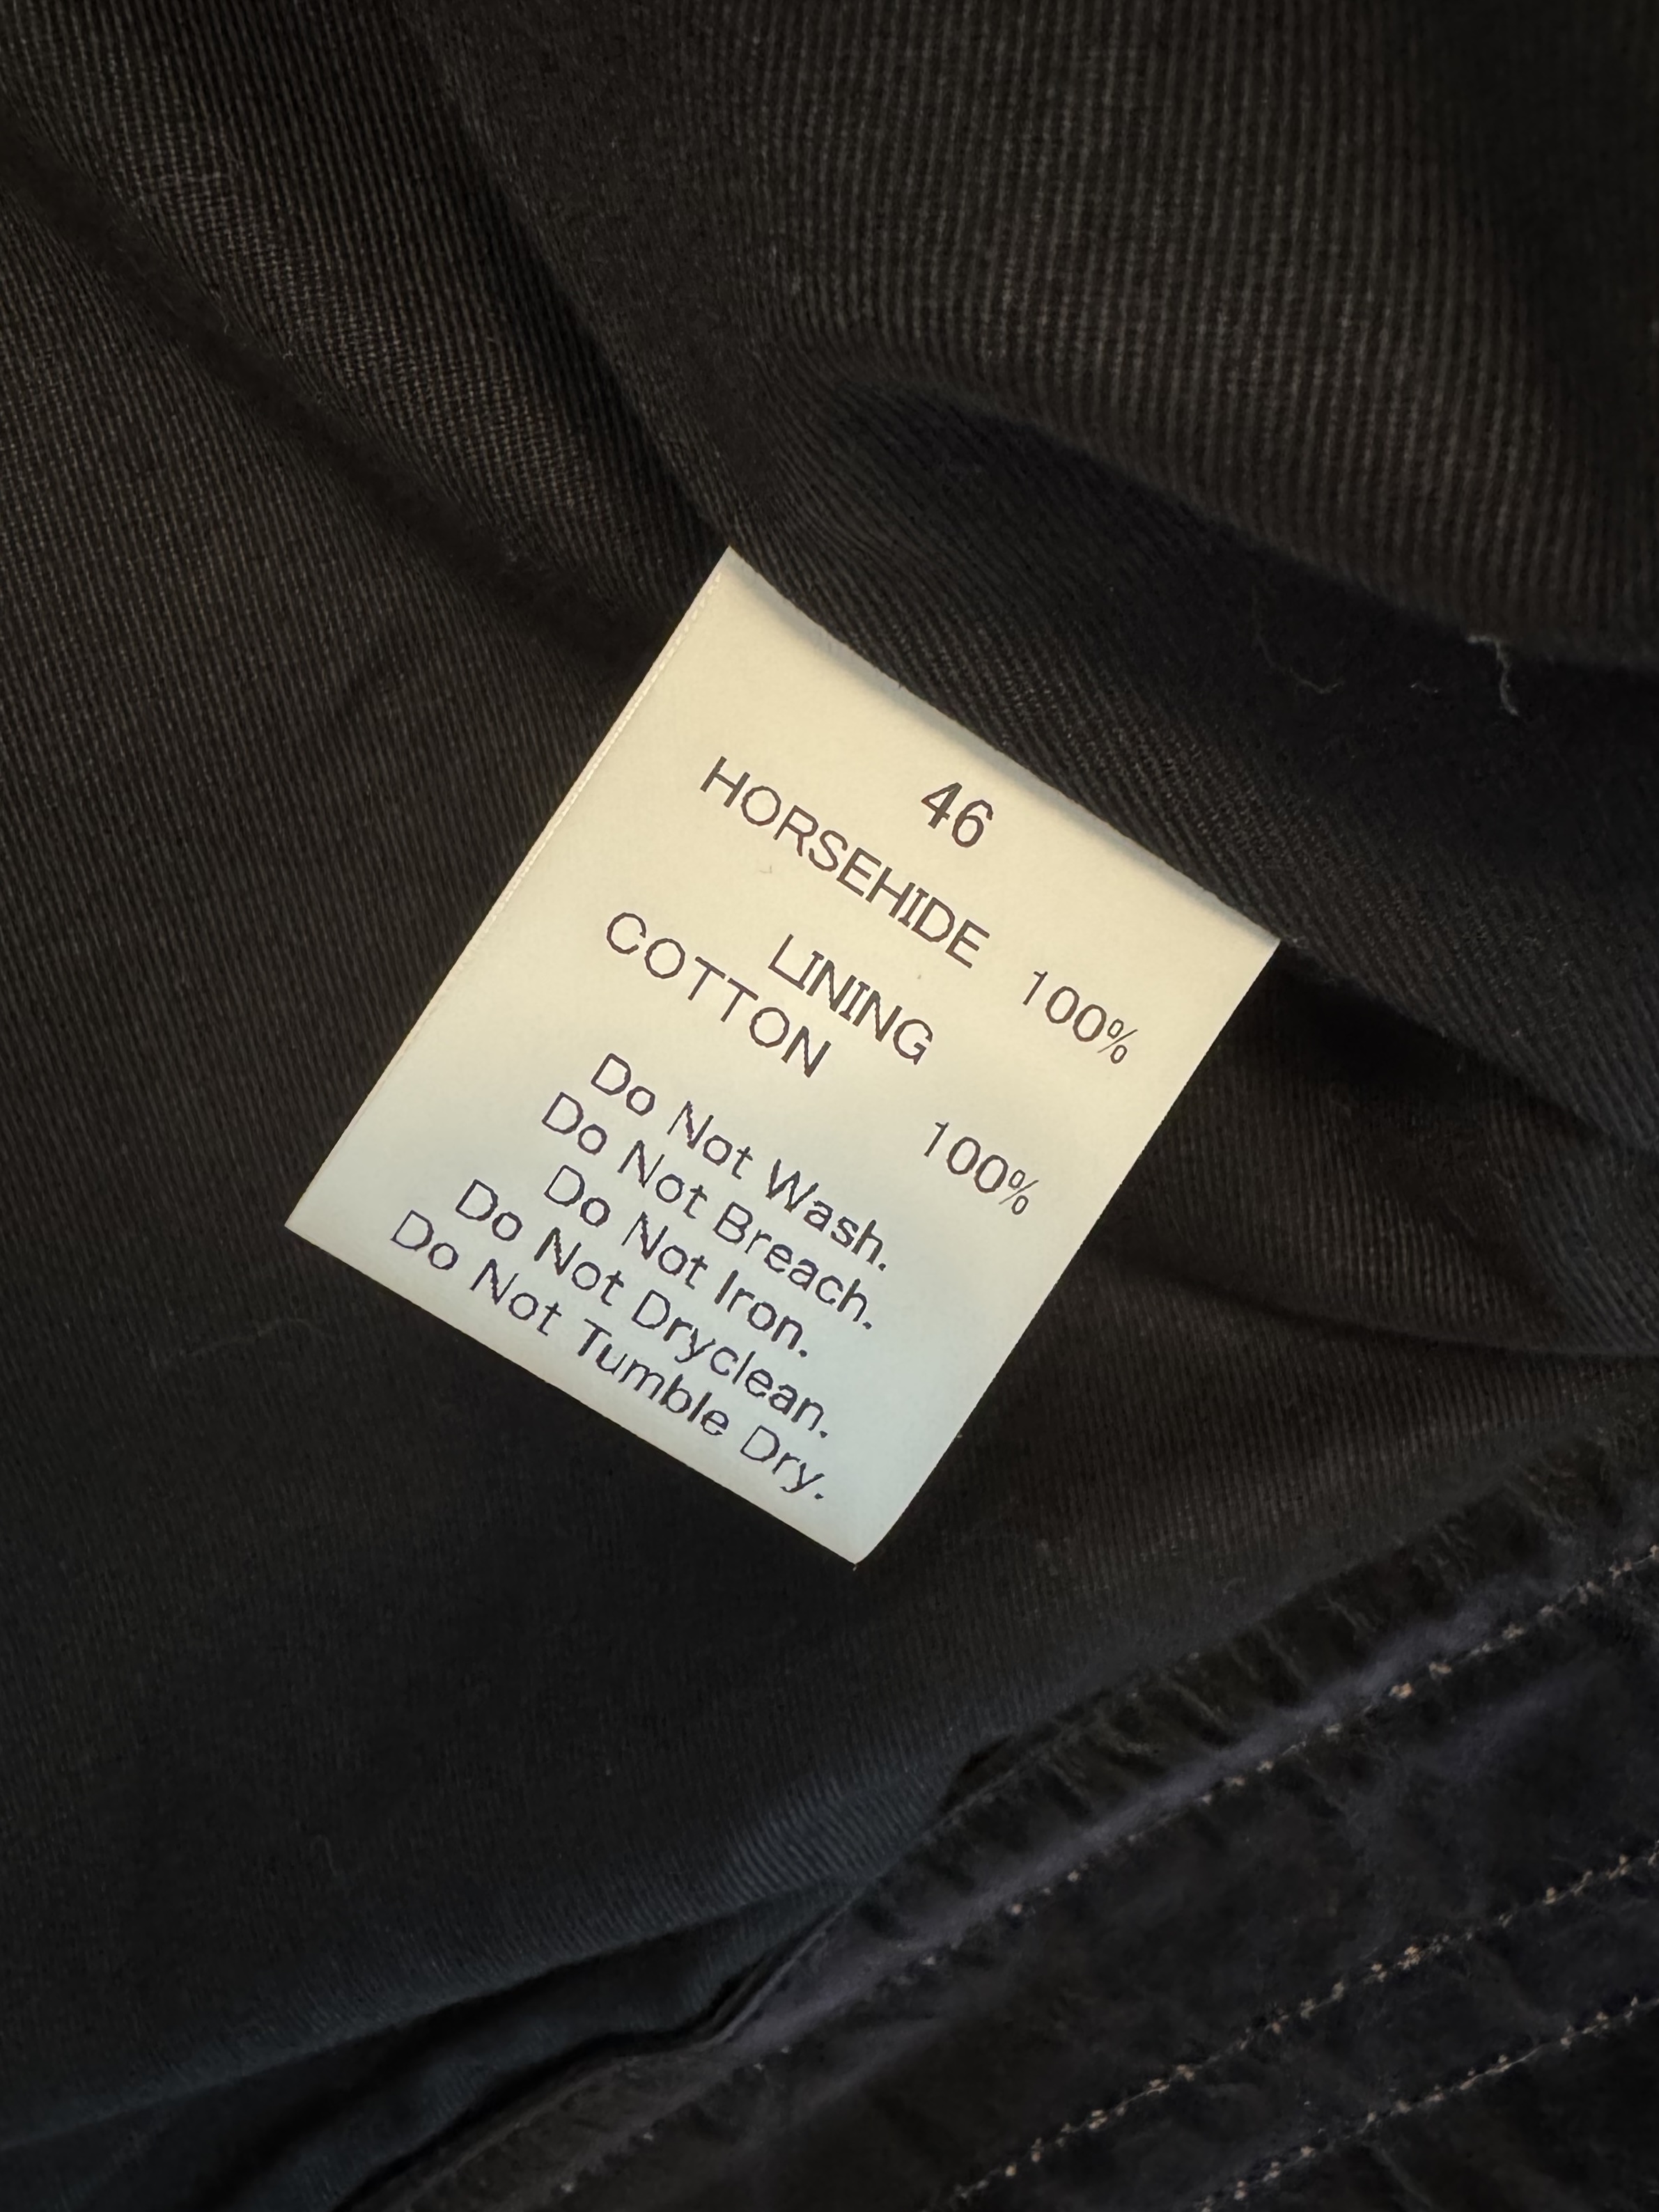 46
HORSEHIDE 100%
LINING
COTTON 100%
Do Not Wash.
Do Not Breach.
Do Not Iron.
Do Not Dryclean.
Do Not Tumble Dry.